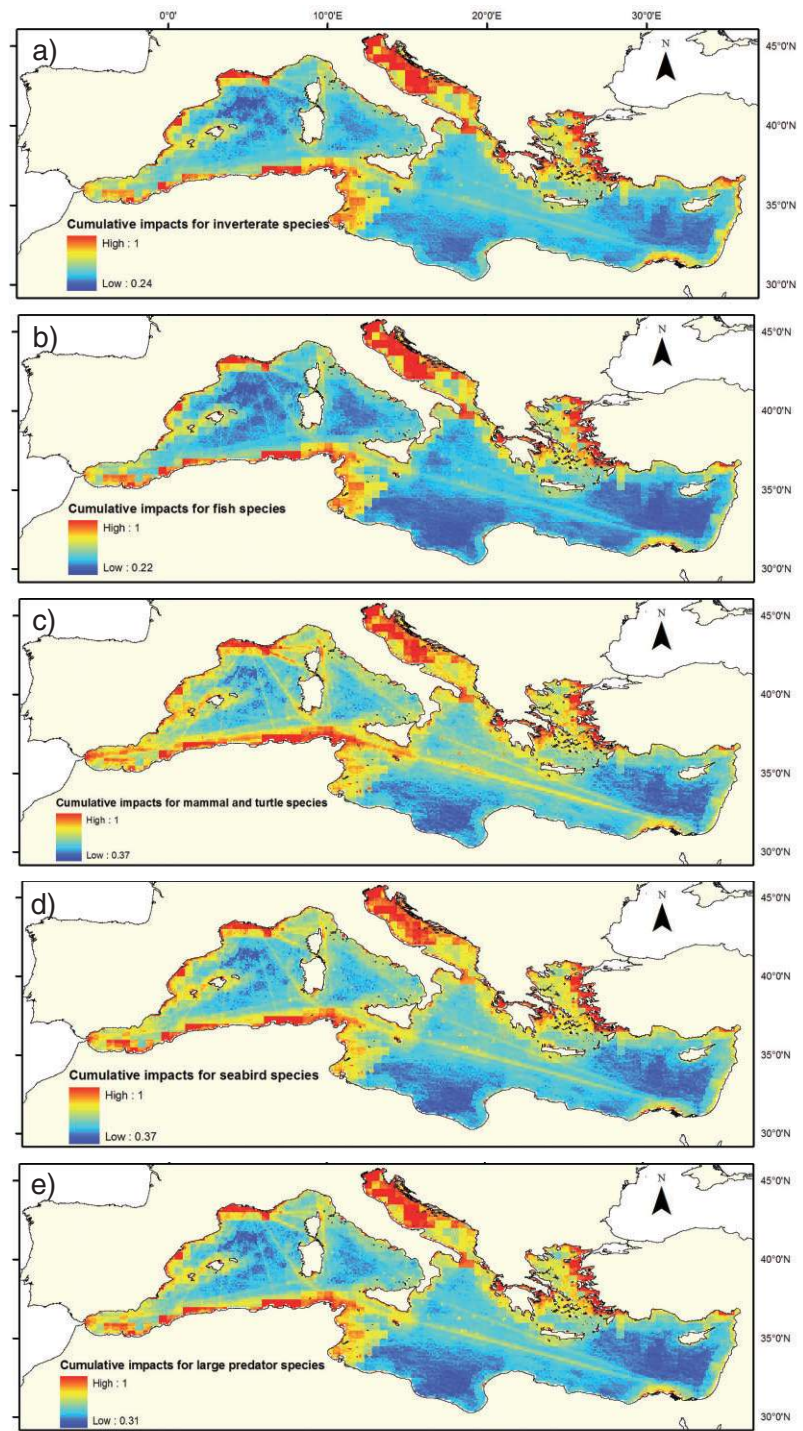 0°0' 10°0'E 20°0'E 30°0'E
a)
N
45°0'N
40°0'N
35°0'N
30°0'N
Cumulative impacts for inverterate species
High : 1
Low : 0.24
b)
N
45°0'N
40°0'N
35°0'N
30°0'N
Cumulative impacts for fish species
High : 1
Low : 0.22
c)
N
45°0'N
40°0'N
35°0'N
30°0'N
Cumulative impacts for mammal and turtle species
High : 1
Low : 0.37
d)
N
45°0'N
40°0'N
35°0'N
30°0'N
Cumulative impacts for seabird species
High : 1
Low : 0.37
e)
N
45°0'N
40°0'N
35°0'N
30°0'N
Cumulative impacts for large predator species
High : 1
Low : 0.31